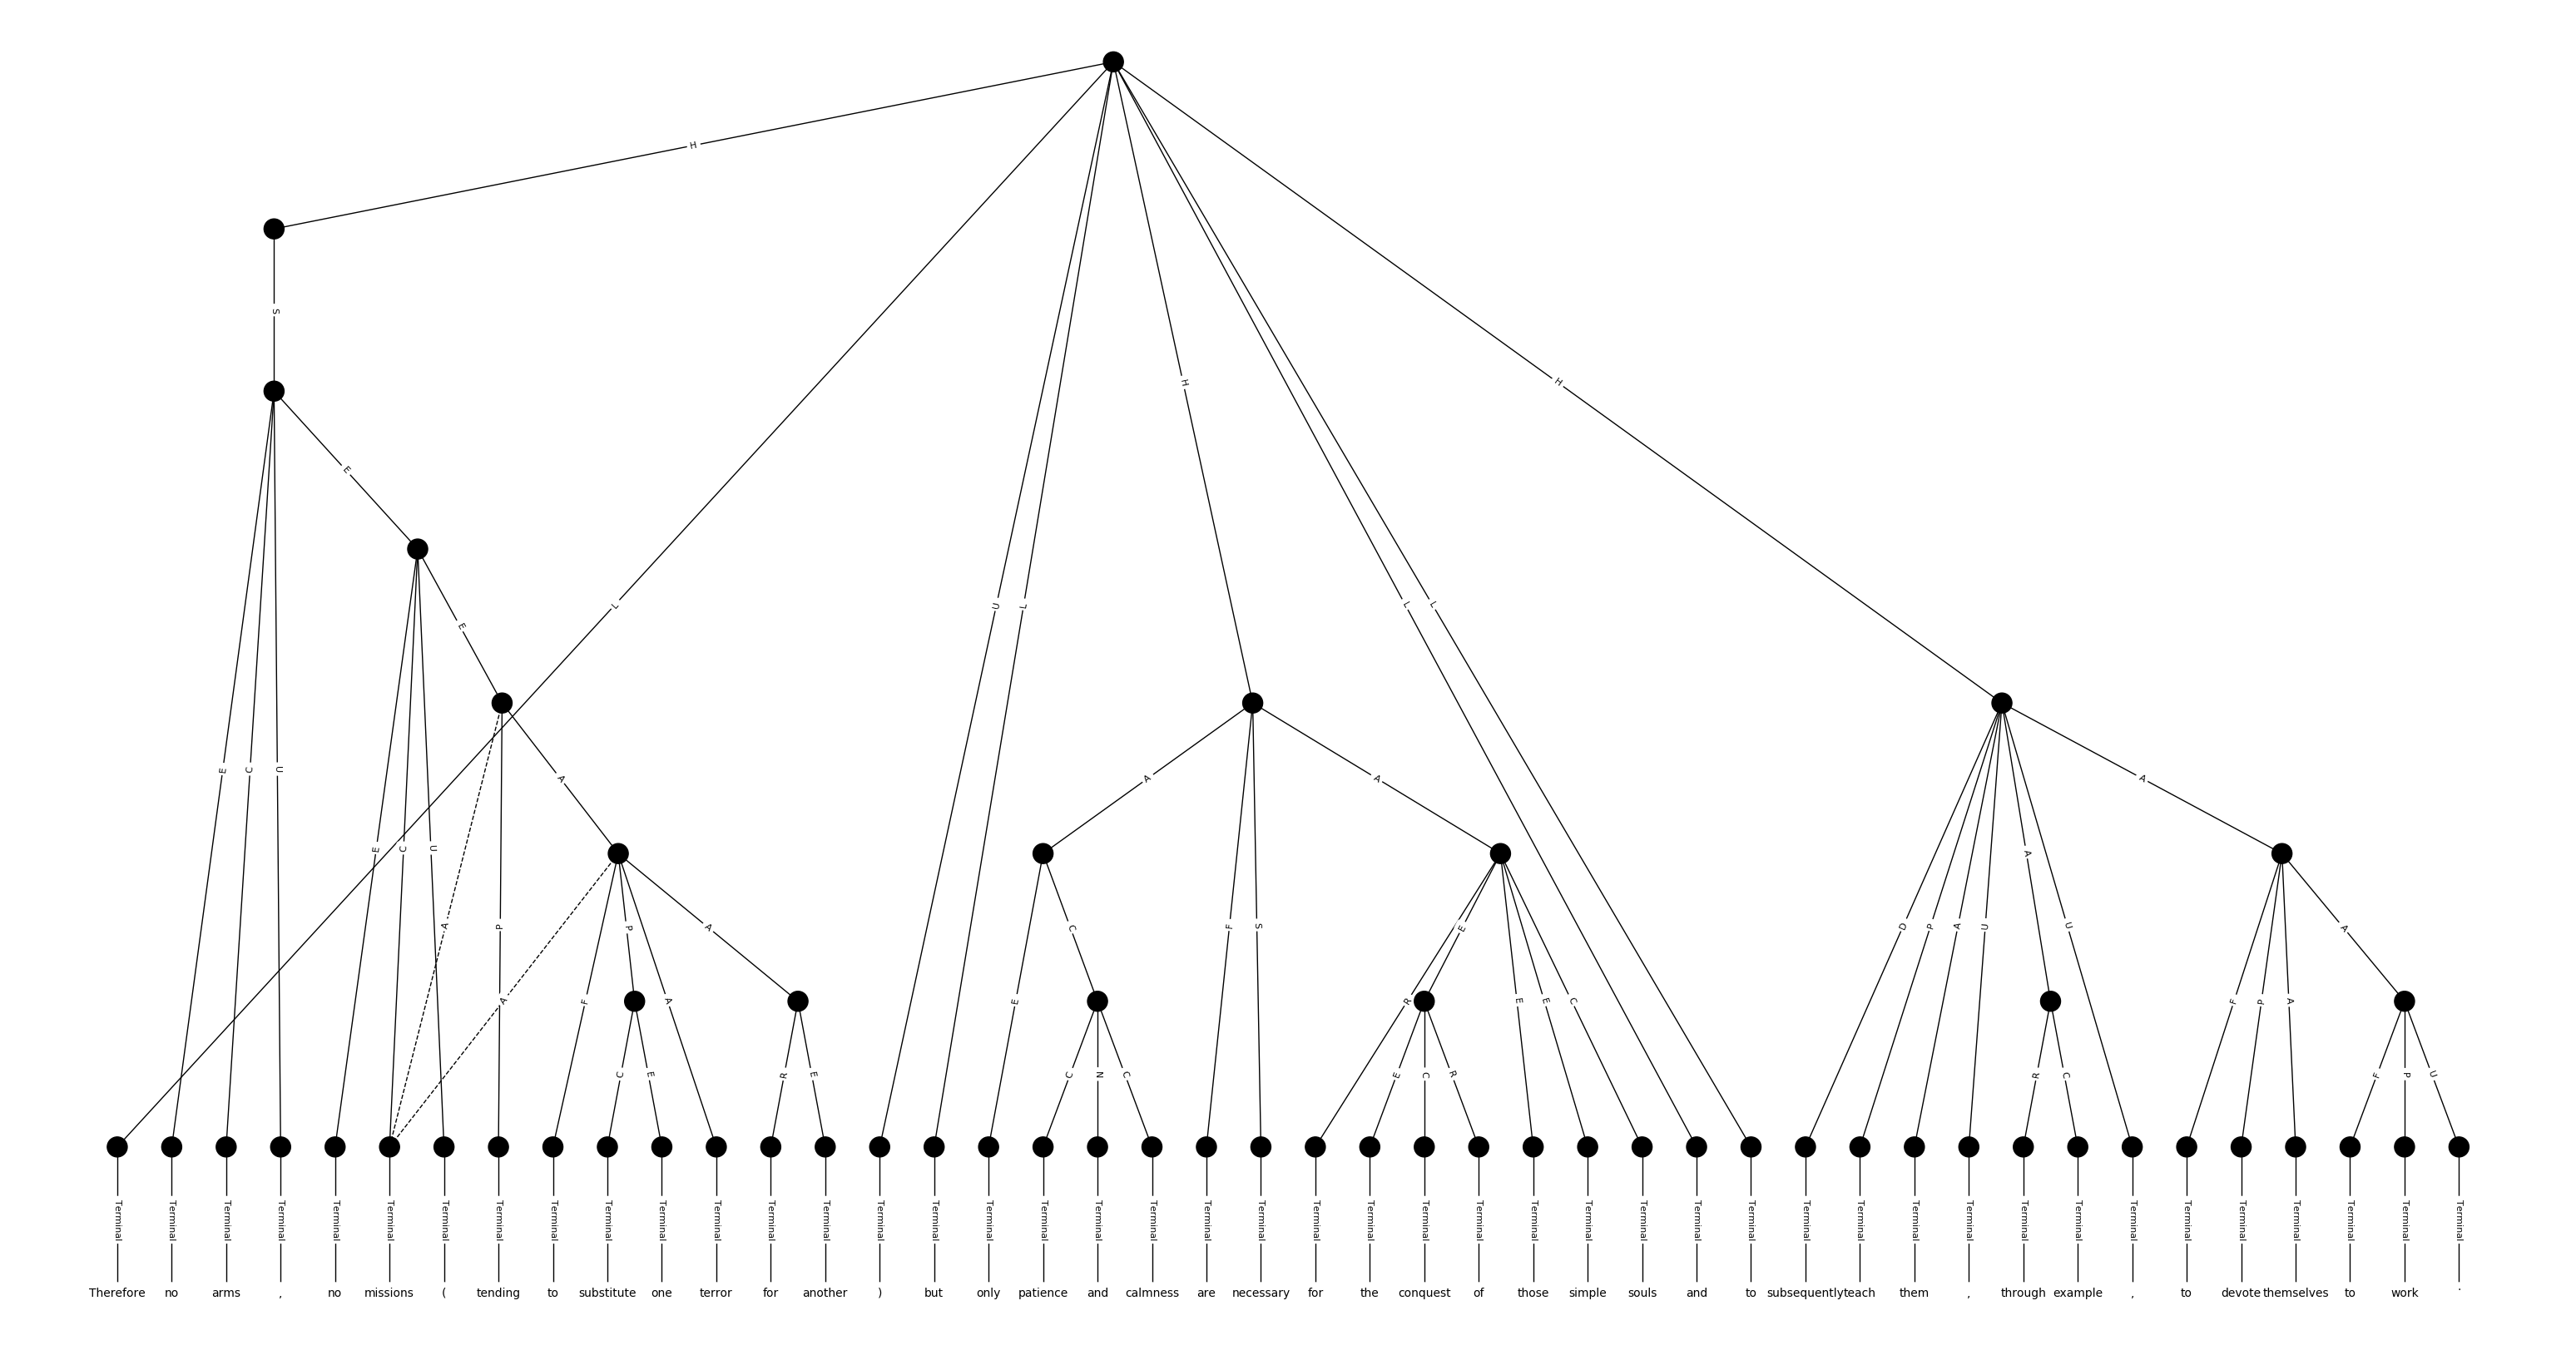 H
S
E
E
L
U
L
H
L
L
H
E
C
U
E
C
U
A
P
A
A
F
P
A
A
C
E
R
E
A
F
S
A
E
C
C
N
C
R
E
E
C
R
E
E
C
D
P
A
U
A
U
A
R
C
F
P
A
A
F
P
U
Terminal Terminal Terminal Terminal Terminal Terminal Terminal Terminal Terminal Terminal Terminal Terminal Terminal Terminal Terminal Terminal Terminal Terminal Terminal Terminal Terminal Terminal Terminal Terminal Terminal Terminal Terminal Terminal Terminal Terminal Terminal Terminal Terminal Terminal Terminal Terminal Terminal Terminal Terminal Terminal Terminal Terminal Terminal Terminal
Therefore no arms , no missions ( tending to substitute one terror for another ) but only patience and calmness are necessary for the conquest of those simple souls and to subsequently teach them , through example , to devote themselves to work .